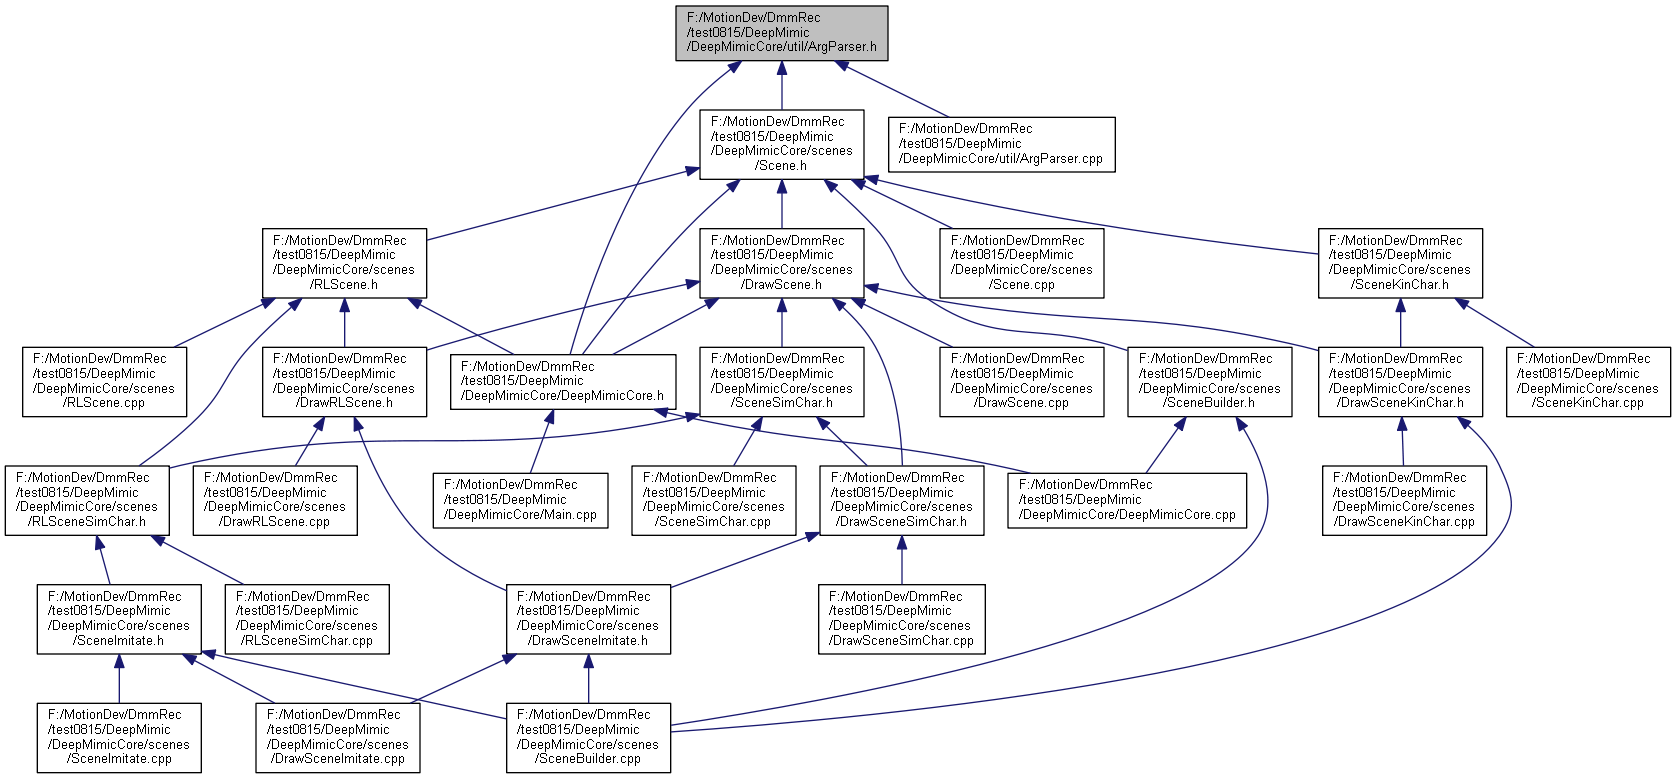 F:/MotionDev/DmmRec
/test0815/DeepMimic
/DeepMimicCore/util/ArgParser.h
F:/MotionDev/DmmRec
/test0815/DeepMimic
/DeepMimicCore/scenes
/Scene.h
F:/MotionDev/DmmRec
/test0815/DeepMimic
/DeepMimicCore/util/ArgParser.cpp
F:/MotionDev/DmmRec
/test0815/DeepMimic
/DeepMimicCore/scenes
/RLScene.h
F:/MotionDev/DmmRec
/test0815/DeepMimic
/DeepMimicCore/scenes
/DrawScene.h
F:/MotionDev/DmmRec
/test0815/DeepMimic
/DeepMimicCore/scenes
/Scene.cpp
F:/MotionDev/DmmRec
/test0815/DeepMimic
/DeepMimicCore/scenes
/SceneKinChar.h
F:/MotionDev/DmmRec
/test0815/DeepMimic
/DeepMimicCore/scenes
/RLScene.cpp
F:/MotionDev/DmmRec
/test0815/DeepMimic
/DeepMimicCore/scenes
/DrawRLScene.h
F:/MotionDev/DmmRec
/test0815/DeepMimic
/DeepMimicCore/DeepMimicCore.h
F:/MotionDev/DmmRec
/test0815/DeepMimic
/DeepMimicCore/scenes
/SceneSimChar.h
F:/MotionDev/DmmRec
/test0815/DeepMimic
/DeepMimicCore/scenes
/DrawScene.cpp
F:/MotionDev/DmmRec
/test0815/DeepMimic
/DeepMimicCore/scenes
/SceneBuilder.h
F:/MotionDev/DmmRec
/test0815/DeepMimic
/DeepMimicCore/scenes
/DrawSceneKinChar.h
F:/MotionDev/DmmRec
/test0815/DeepMimic
/DeepMimicCore/scenes
/SceneKinChar.cpp
F:/MotionDev/DmmRec
/test0815/DeepMimic
/DeepMimicCore/scenes
/RLSceneSimChar.h
F:/MotionDev/DmmRec
/test0815/DeepMimic
/DeepMimicCore/scenes
/DrawRLScene.cpp
F:/MotionDev/DmmRec
/test0815/DeepMimic
/DeepMimicCore/Main.cpp
F:/MotionDev/DmmRec
/test0815/DeepMimic
/DeepMimicCore/scenes
/SceneSimChar.cpp
F:/MotionDev/DmmRec
/test0815/DeepMimic
/DeepMimicCore/scenes
/DrawSceneSimChar.h
F:/MotionDev/DmmRec
/test0815/DeepMimic
/DeepMimicCore/DeepMimicCore.cpp
F:/MotionDev/DmmRec
/test0815/DeepMimic
/DeepMimicCore/scenes
/DrawSceneKinChar.cpp
F:/MotionDev/DmmRec
/test0815/DeepMimic
/DeepMimicCore/scenes
/SceneImitate.h
F:/MotionDev/DmmRec
/test0815/DeepMimic
/DeepMimicCore/scenes
/RLSceneSimChar.cpp
F:/MotionDev/DmmRec
/test0815/DeepMimic
/DeepMimicCore/scenes
/DrawSceneImitate.h
F:/MotionDev/DmmRec
/test0815/DeepMimic
/DeepMimicCore/scenes
/DrawSceneSimChar.cpp
F:/MotionDev/DmmRec
/test0815/DeepMimic
/DeepMimicCore/scenes
/SceneImitate.cpp
F:/MotionDev/DmmRec
/test0815/DeepMimic
/DeepMimicCore/scenes
/DrawSceneImitate.cpp
F:/MotionDev/DmmRec
/test0815/DeepMimic
/DeepMimicCore/scenes
/SceneBuilder.cpp